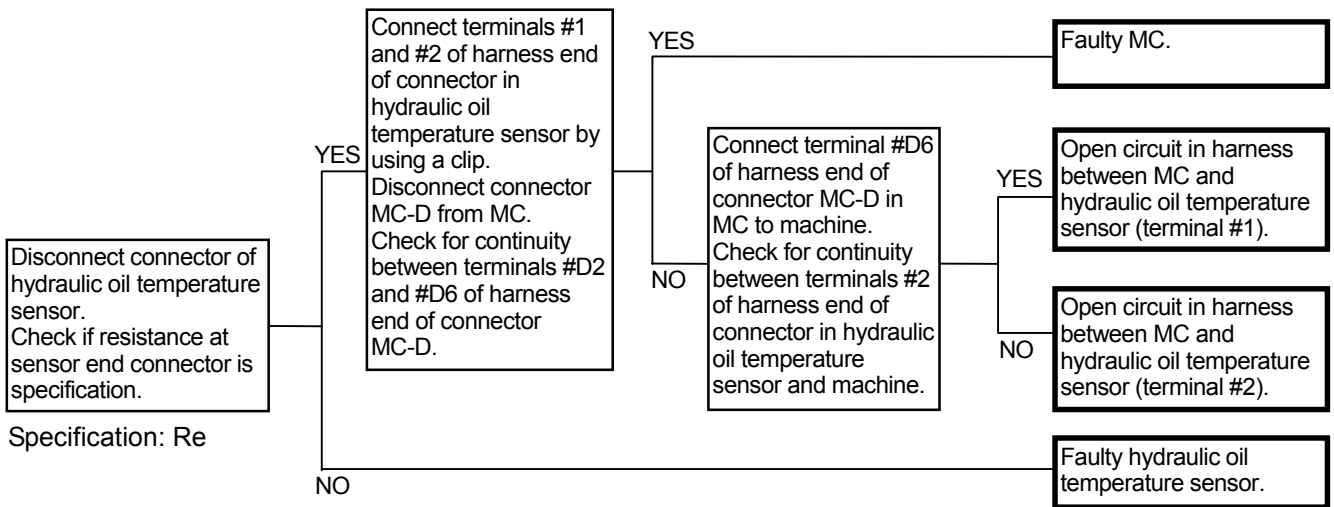 Disconnect connector of
hydraulic oil temperature
sensor.
Check if resistance at
sensor end connector is
specification.
Specification: Re
YES
NO
Connect terminals #1
and #2 of harness end
of connector in
hydraulic oil
temperature sensor by
using a clip.
Disconnect connector
MC-D from MC.
Check for continuity
between terminals #D2
and #D6 of harness
end of connector
MC-D.
YES
NO
Connect terminal #D6
of harness end of
connector MC-D in
MC to machine.
Check for continuity
between terminals #2
of harness end of
connector in hydraulic
oil temperature
sensor and machine.
YES
NO
Faulty MC.
Open circuit in harness
between MC and
hydraulic oil temperature
sensor (terminal #1).
Open circuit in harness
between MC and
hydraulic oil temperature
sensor (terminal #2).
Faulty hydraulic oil
temperature sensor.